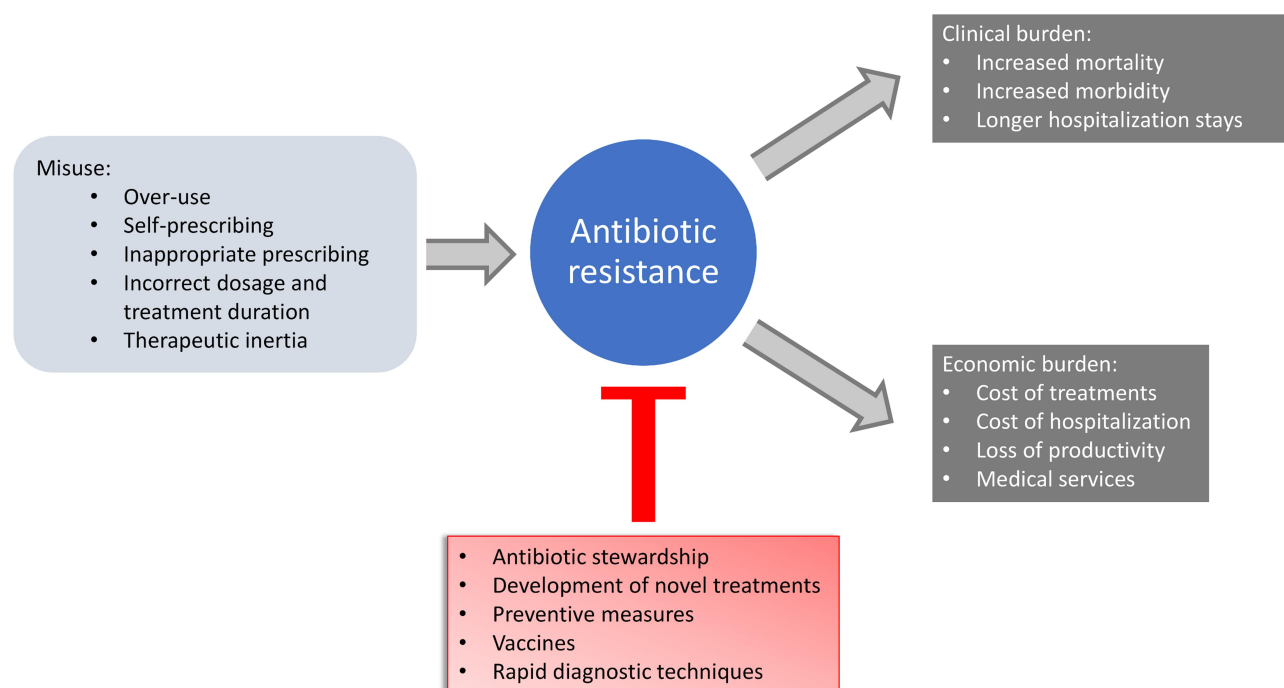 Misuse:
• Over-use
• Self-prescribing
• Inappropriate prescribing
• Incorrect dosage and
treatment duration
• Therapeutic inertia
Antibiotic
resistance
Clinical burden:
• Increased mortality
• Increased morbidity
• Longer hospitalization stays
Economic burden:
• Cost of treatments
• Cost of hospitalization
• Loss of productivity
• Medical services
• Antibiotic stewardship
• Development of novel treatments
• Preventive measures
• Vaccines
• Rapid diagnostic techniques